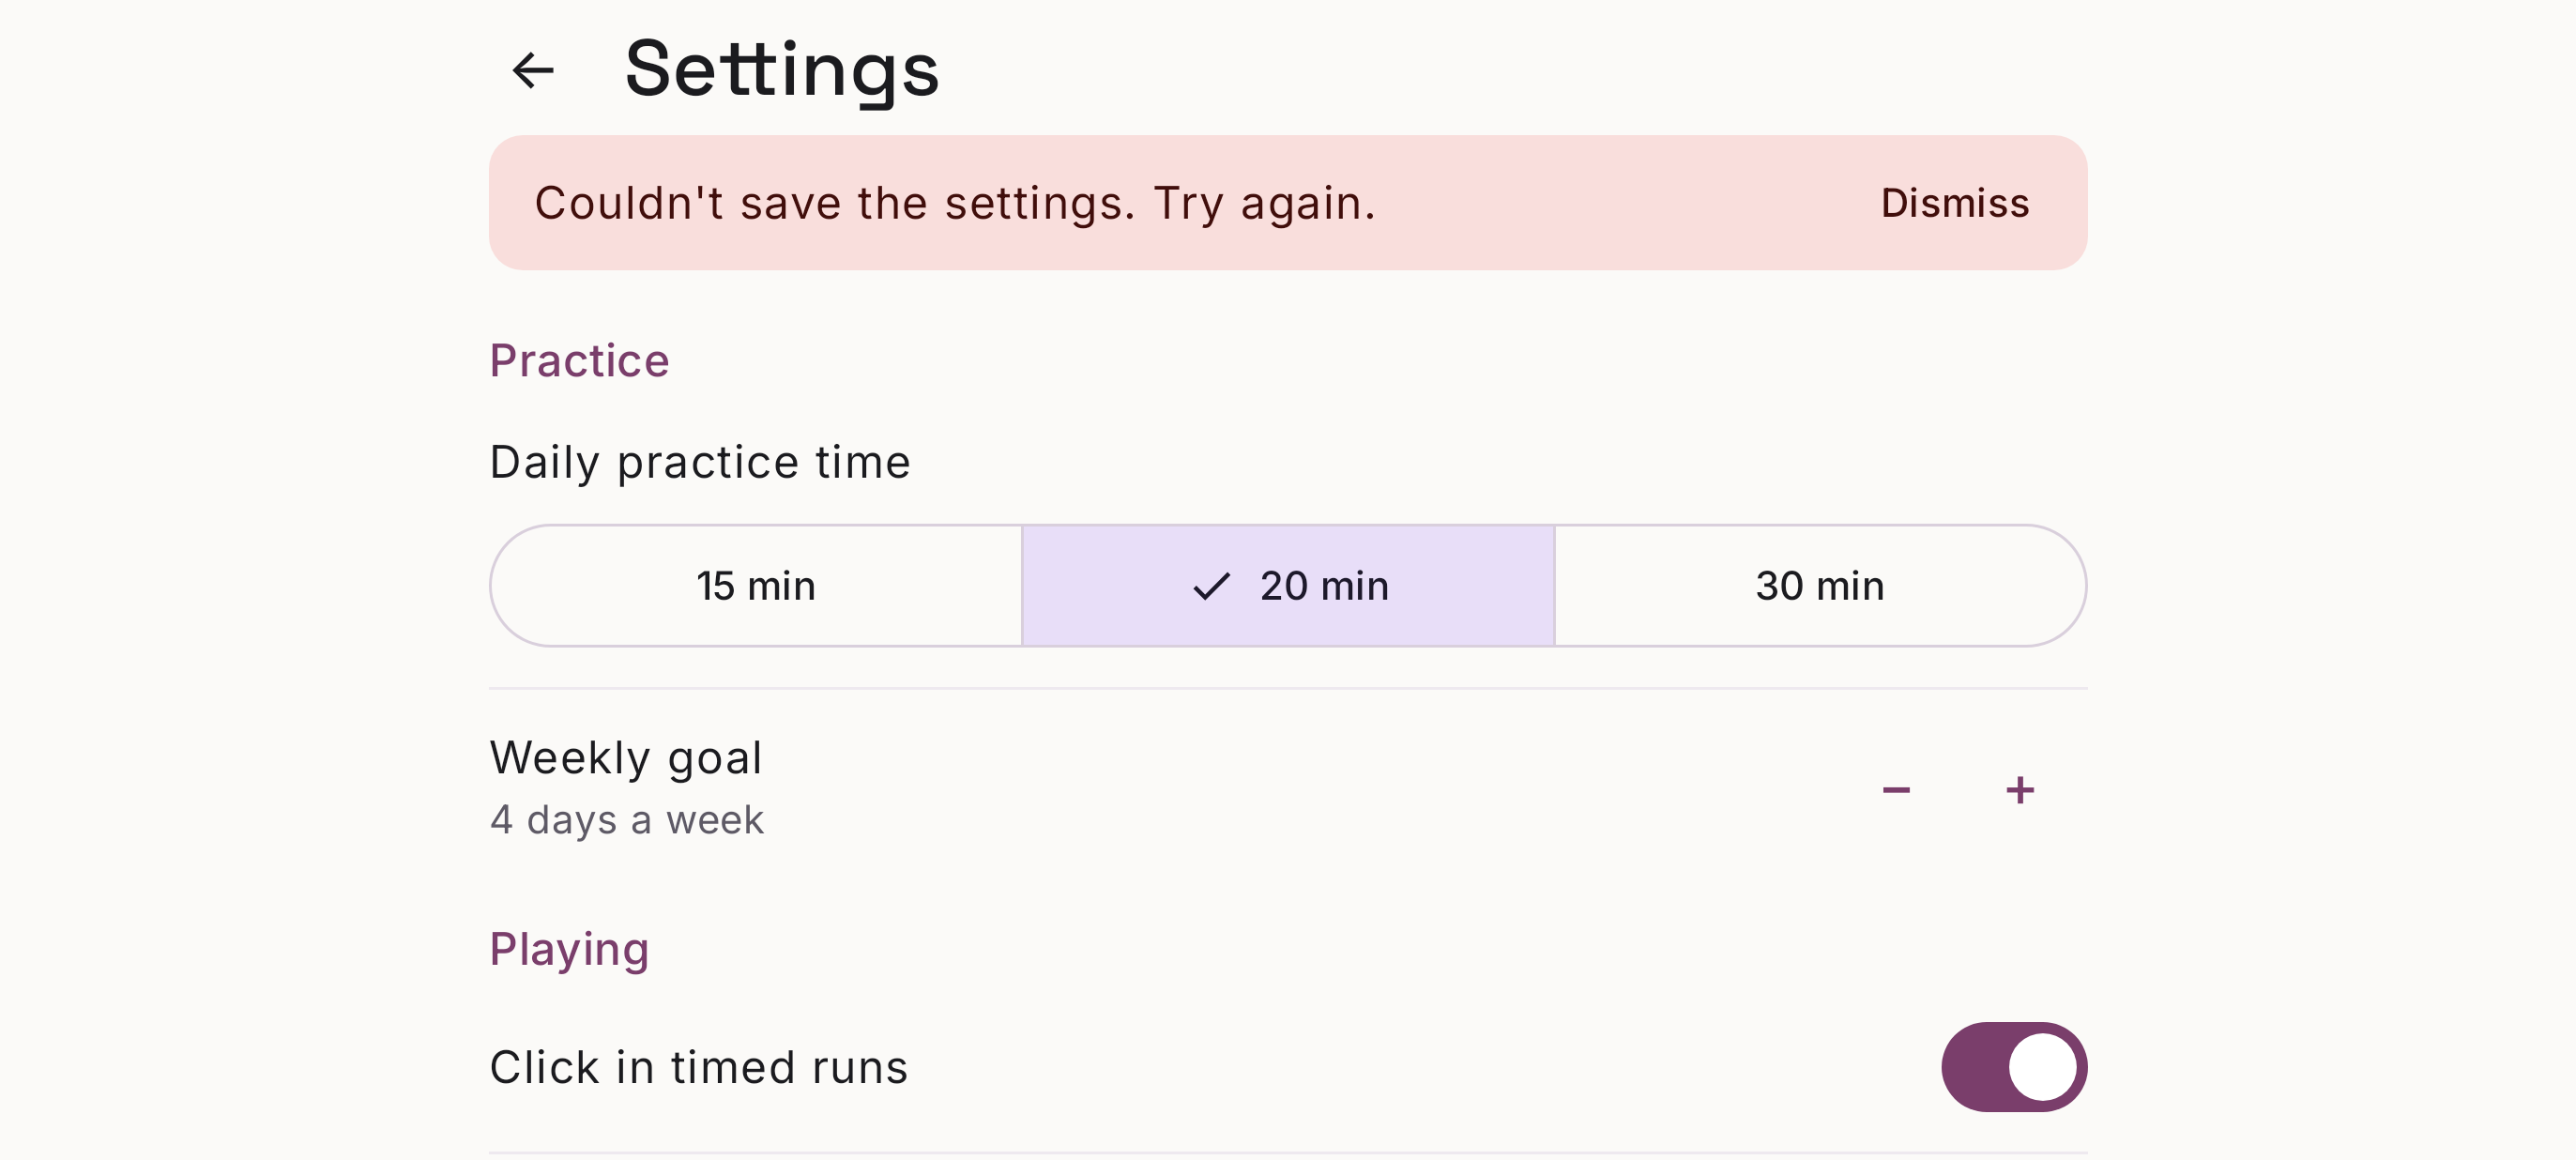 Settings
Couldn't save the settings. Try again.
Dismiss
Practice
Daily practice time
15 min
20 min
30 min
Weekly goal
4 days a week
Playing
Click in timed runs